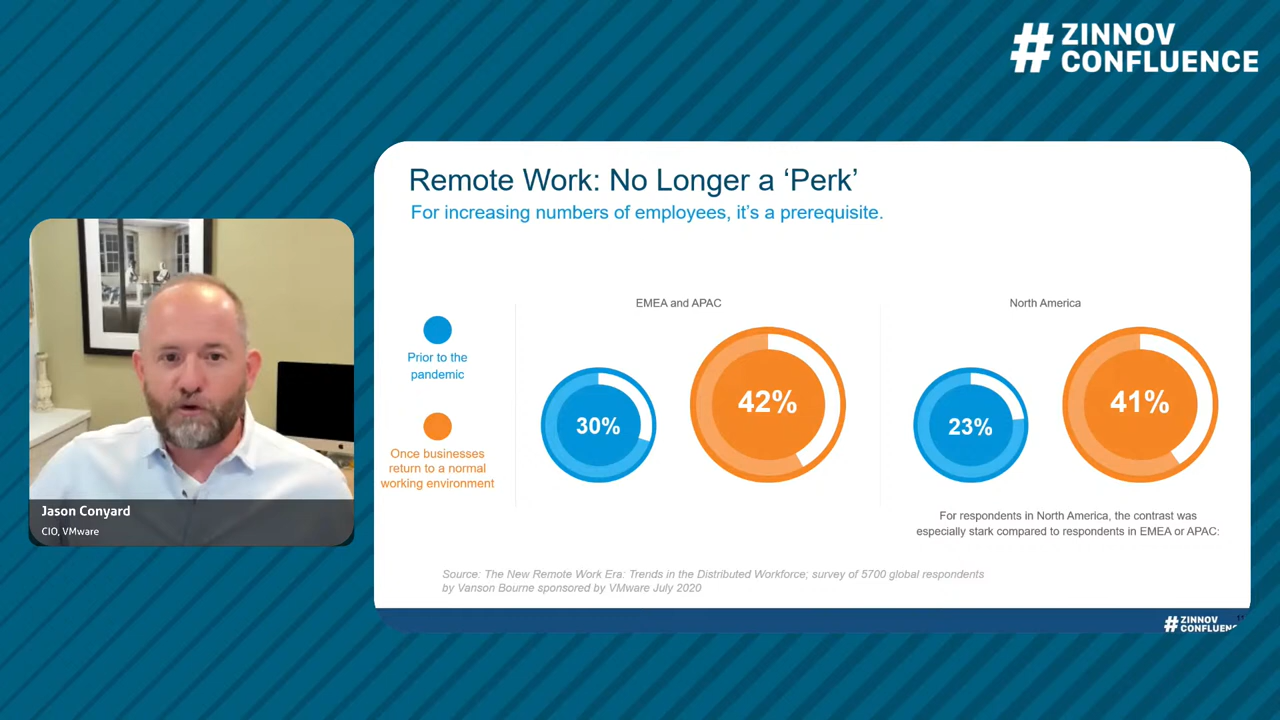 # ZINNOV
CONFLUENCE
Remote Work: No Longer a ‘Perk’
For increasing numbers of employees, it’s a prerequisite.
EMEA and APAC
North America
Prior to the
pandemic
30%
42%
23%
41%
Once businesses
return to a normal
working environment
Jason Conyard
CIO, VMware
For respondents in North America, the contrast was
especially stark compared to respondents in EMEA or APAC:
Source: The New Remote Work Era: Trends in the Distributed Workforce; survey of 5700 global respondents
by Vanson Bourne sponsored by VMware July 2020
# ZINNOV
CONFLUENC